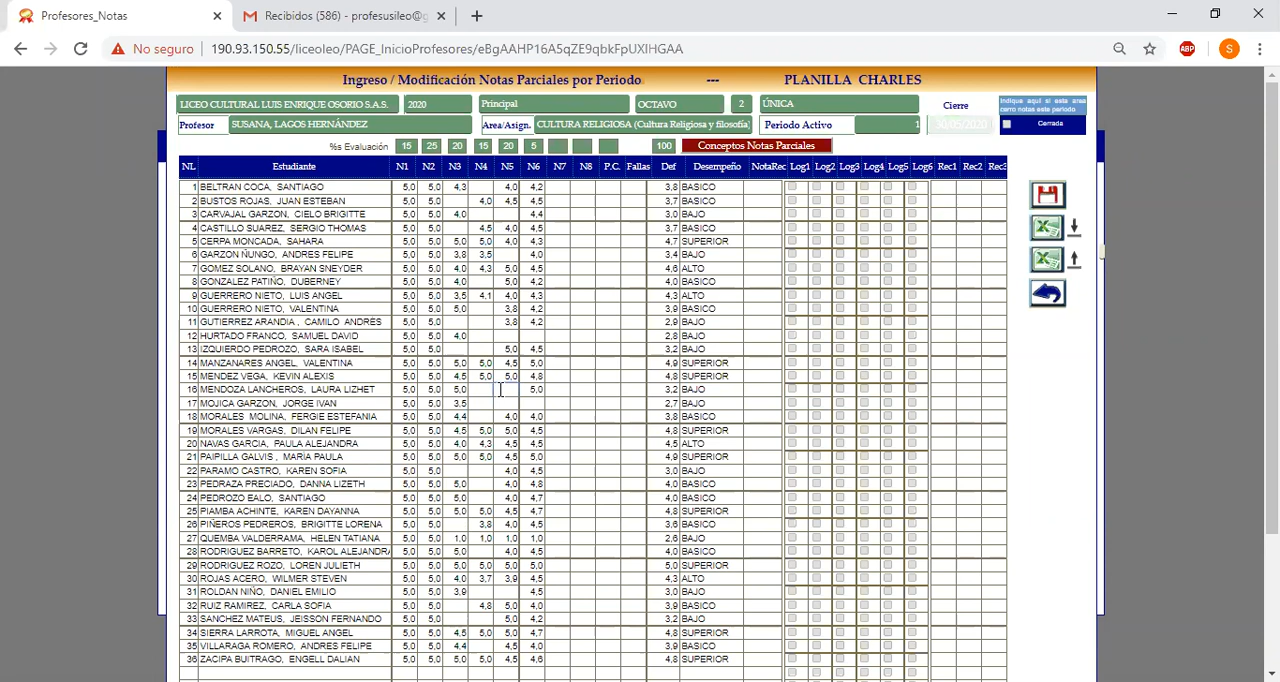 Profesores_Notas
Recibidos (586) - profesusileo@g
No seguro 190.93.150.55/liceoleo/PAGE_InicioProfesores/eBgAAHP16A5qZE9qbkFpUXIHGAA
ABP S
Ingreso / Modificación Notas Parciales por Periodo --- PLANILLA CHARLES
LICEO CULTURAL LUIS ENRIQUE OSORIO S.A.S. 2020 Principal OCTAVO 2 ÚNICA Cierre Indique aquí si esta area cerro notas este periodo
Profesor SUSANA, LAGOS HERNÁNDEZ Area/Asign. CULTURA RELIGIOSA (Cultura Religiosa y filosofía) Periodo Activo 1 30/05/2020 Cerrada
%s Evaluación 15 25 20 15 20 5 100 Conceptos Notas Parciales
NL Estudiante N1 N2 N3 N4 N5 N6 N7 N8 P.C. Fallas Def Desempeño NotaRec Log1 Log2 Log3 Log4 Log5 Log6 Rec1 Rec2 Rec3
1 BELTRAN COCA, SANTIAGO 5,0 5,0 4,3 4,0 4,2 3,8 BASICO
2 BUSTOS ROJAS, JUAN ESTEBAN 5,0 5,0 4,0 4,5 4,5 3,7 BASICO
3 CARVAJAL GARZON, CIELO BRIGITTE 5,0 5,0 4,0 4,4 3,0 BAJO
4 CASTILLO SUAREZ, SERGIO THOMAS 5,0 5,0 4,5 4,0 4,5 3,7 BASICO
5 CERPA MONCADA, SAHARA 5,0 5,0 5,0 5,0 4,0 4,3 4,7 SUPERIOR
6 GARZON ÑUNGO, ANDRES FELIPE 5,0 5,0 3,8 3,5 4,0 3,4 BAJO
7 GOMEZ SOLANO, BRAYAN SNEYDER 5,0 5,0 4,0 4,3 5,0 4,5 4,6 ALTO
8 GONZALEZ PATIÑO, DUBERNEY 5,0 5,0 4,0 5,0 4,2 4,0 BASICO
9 GUERRERO NIETO, LUIS ANGEL 5,0 5,0 3,5 4,1 4,0 4,3 4,3 ALTO
10 GUERRERO NIETO, VALENTINA 5,0 5,0 5,0 3,8 4,2 3,9 BASICO
11 GUTIERREZ ARANDIA , CAMILO ANDRES 5,0 5,0 3,8 4,2 2,9 BAJO
12 HURTADO FRANCO, SAMUEL DAVID 5,0 5,0 4,0 2,8 BAJO
13 IZQUIERDO PEDROZO, SARA ISABEL 5,0 5,0 5,0 4,5 3,2 BAJO
14 MANZANARES ANGEL, VALENTINA 5,0 5,0 5,0 5,0 4,5 5,0 4,9 SUPERIOR
15 MENDEZ VEGA, KEVIN ALEXIS 5,0 5,0 4,5 5,0 5,0 4,8 4,8 SUPERIOR
16 MENDOZA LANCHEROS, LAURA LIZHET 5,0 5,0 5,0 5,0 3,2 BAJO
17 MOJICA GARZON, JORGE IVAN 5,0 5,0 3,5 2,7 BAJO
18 MORALES MOLINA, FERGIE ESTEFANIA 5,0 5,0 4,4 4,0 4,0 3,8 BASICO
19 MORALES VARGAS, DILAN FELIPE 5,0 5,0 4,5 5,0 5,0 4,5 4,8 SUPERIOR
20 NAVAS GARCIA, PAULA ALEJANDRA 5,0 5,0 4,0 4,3 4,5 4,5 4,5 ALTO
21 PAIPILLA GALVIS , MARIA PAULA 5,0 5,0 5,0 5,0 4,5 5,0 4,9 SUPERIOR
22 PARAMO CASTRO, KAREN SOFIA 5,0 5,0 4,0 4,5 3,0 BAJO
23 PEDRAZA PRECIADO, DANNA LIZETH 5,0 5,0 5,0 4,0 4,8 4,0 BASICO
24 PEDROZO EALO, SANTIAGO 5,0 5,0 5,0 4,0 4,7 4,0 BASICO
25 PIAMBA ACHINTE, KAREN DAYANNA 5,0 5,0 5,0 5,0 4,5 4,7 4,8 SUPERIOR
26 PIÑEROS PEDREROS, BRIGITTE LORENA 5,0 5,0 3,8 4,0 4,5 3,6 BASICO
27 QUEMBA VALDERRAMA, HELEN TATIANA 5,0 5,0 1,0 1,0 1,0 1,0 2,6 BAJO
28 RODRIGUEZ BARRETO, KAROL ALEJANDRA 5,0 5,0 5,0 4,0 4,5 4,0 BASICO
29 RODRIGUEZ ROZO, LOREN JULIETH 5,0 5,0 5,0 5,0 5,0 5,0 5,0 SUPERIOR
30 ROJAS ACERO, WILMER STEVEN 5,0 5,0 4,0 3,7 3,9 4,5 4,3 ALTO
31 ROLDAN NIÑO, DANIEL EMILIO 5,0 5,0 3,9 4,5 3,0 BAJO
32 RUIZ RAMIREZ, CARLA SOFIA 5,0 5,0 4,8 5,0 4,0 3,9 BASICO
33 SANCHEZ MATEUS, JEISSON FERNANDO 5,0 5,0 5,0 4,2 3,2 BAJO
34 SIERRA LARROTA, MIGUEL ANGEL 5,0 5,0 4,5 5,0 5,0 4,7 4,8 SUPERIOR
35 VILLARAGA ROMERO, ANDRES FELIPE 5,0 5,0 4,4 4,5 4,0 3,9 BASICO
36 ZACIPA BUITRAGO, ENGELL DALIAN 5,0 5,0 5,0 5,0 4,5 4,6 4,8 SUPERIOR